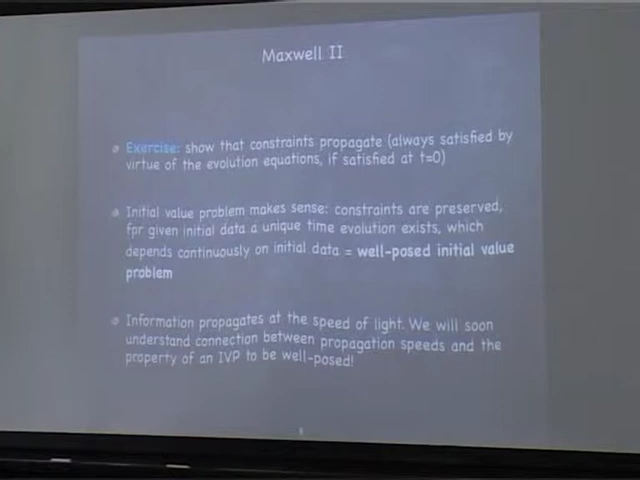 Maxwell II
Exercise: show that constraints propagate (always satisfied by
virtue of the evolution equations, if satisfied at t=0)
Initial value problem makes sense: constraints are preserved,
fpr given initial data a unique time evolution exists, which
depends continuously on initial data = well-posed initial value
problem
Information propagates at the speed of light. We will soon
understand connection between propagation speeds and the
property of an IVP to be well-posed!